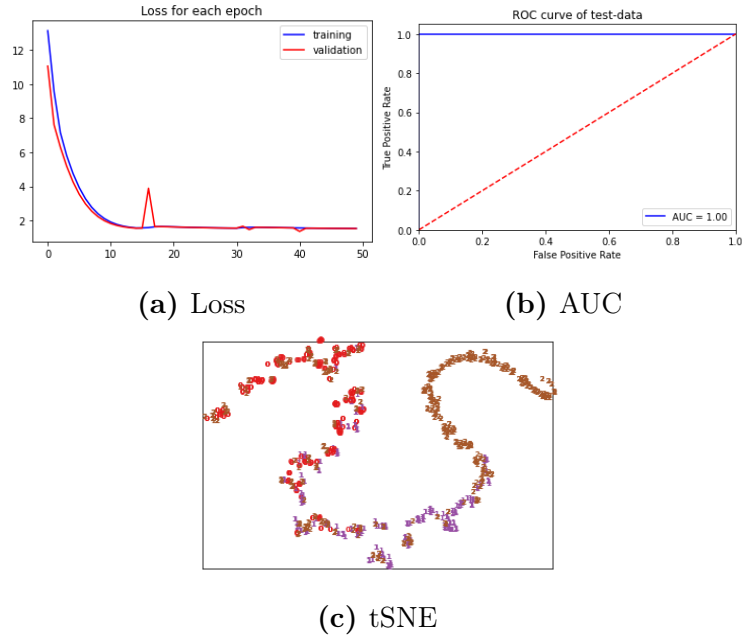 Loss for each epoch
training
validation
12
10
8
6
4
2
0
10
20
30
40
50
(a) Loss
ROC curve of test-data
True Positive Rate
1.0
0.8
0.6
0.4
0.2
0.0
0.0
0.2
0.4
0.6
0.8
1.0
False Positive Rate
AUC = 1.00
(b) AUC
(c) tSNE